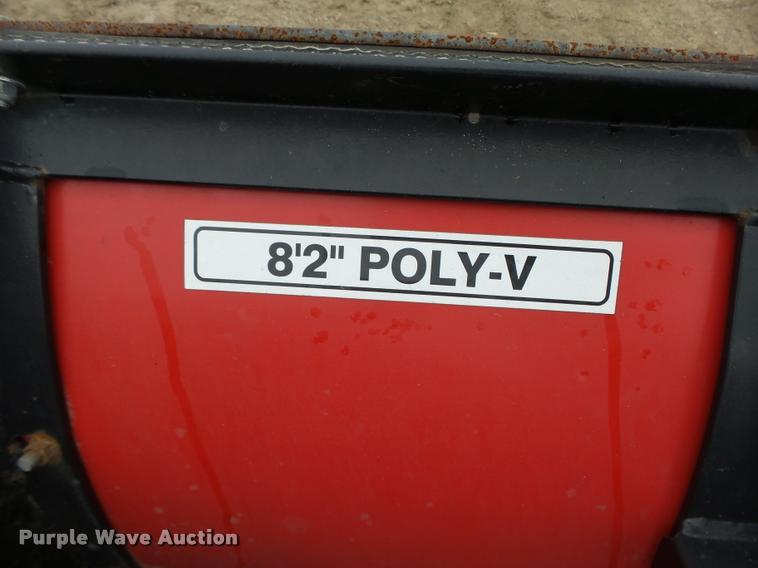 8'2" POLY-V
Purple Wave Auction